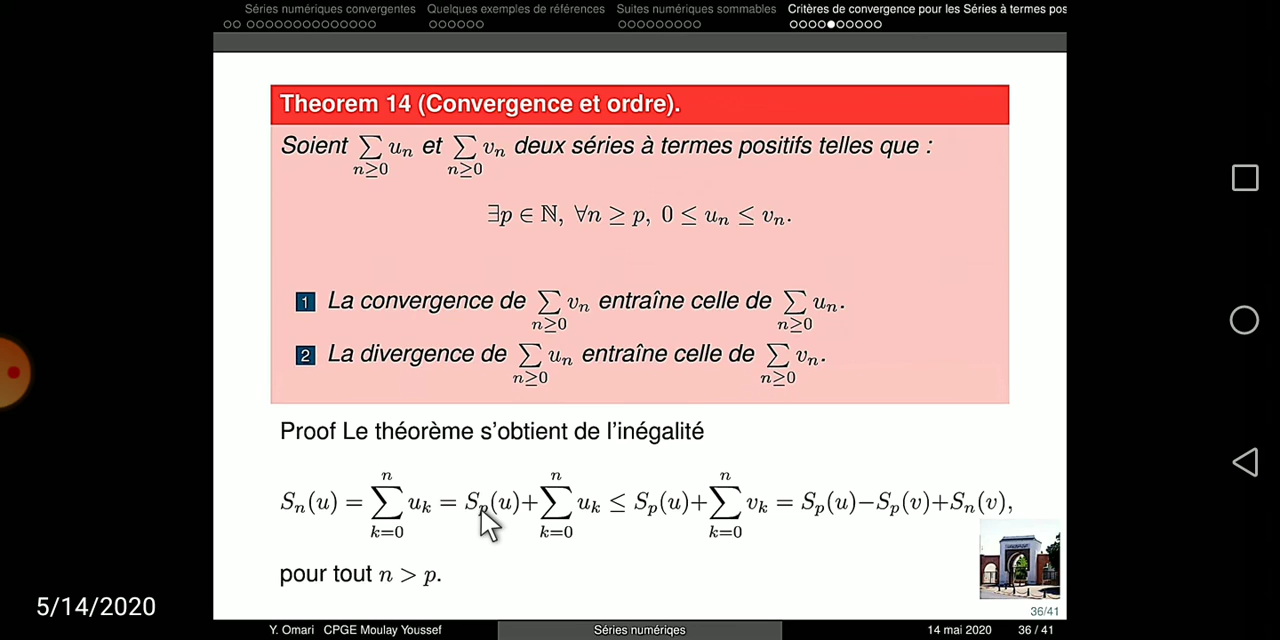 Séries numériques convergentes Quelques exemples de références Suites numériques sommables Critères de convergence pour les Séries à termes pos
Theorem 14 (Convergence et ordre).
Soient ∑_{n≥0} u_n et ∑_{n≥0} v_n deux séries à termes positifs telles que :
∃p ∈ ℕ, ∀n ≥ p, 0 ≤ u_n ≤ v_n.
1 La convergence de ∑_{n≥0} v_n entraîne celle de ∑_{n≥0} u_n.
2 La divergence de ∑_{n≥0} u_n entraîne celle de ∑_{n≥0} v_n.
Proof Le théorème s'obtient de l'inégalité
S_n(u) = ∑_{k=0}^{n} u_k = S_p(u)+∑_{k=0}^{n} u_k ≤ S_p(u)+∑_{k=0}^{n} v_k = S_p(u)−S_p(v)+S_n(v),
pour tout n > p.
5/14/2020
36/41
Y. Omari CPGE Moulay Youssef Séries numériqes 14 mai 2020 36 / 41